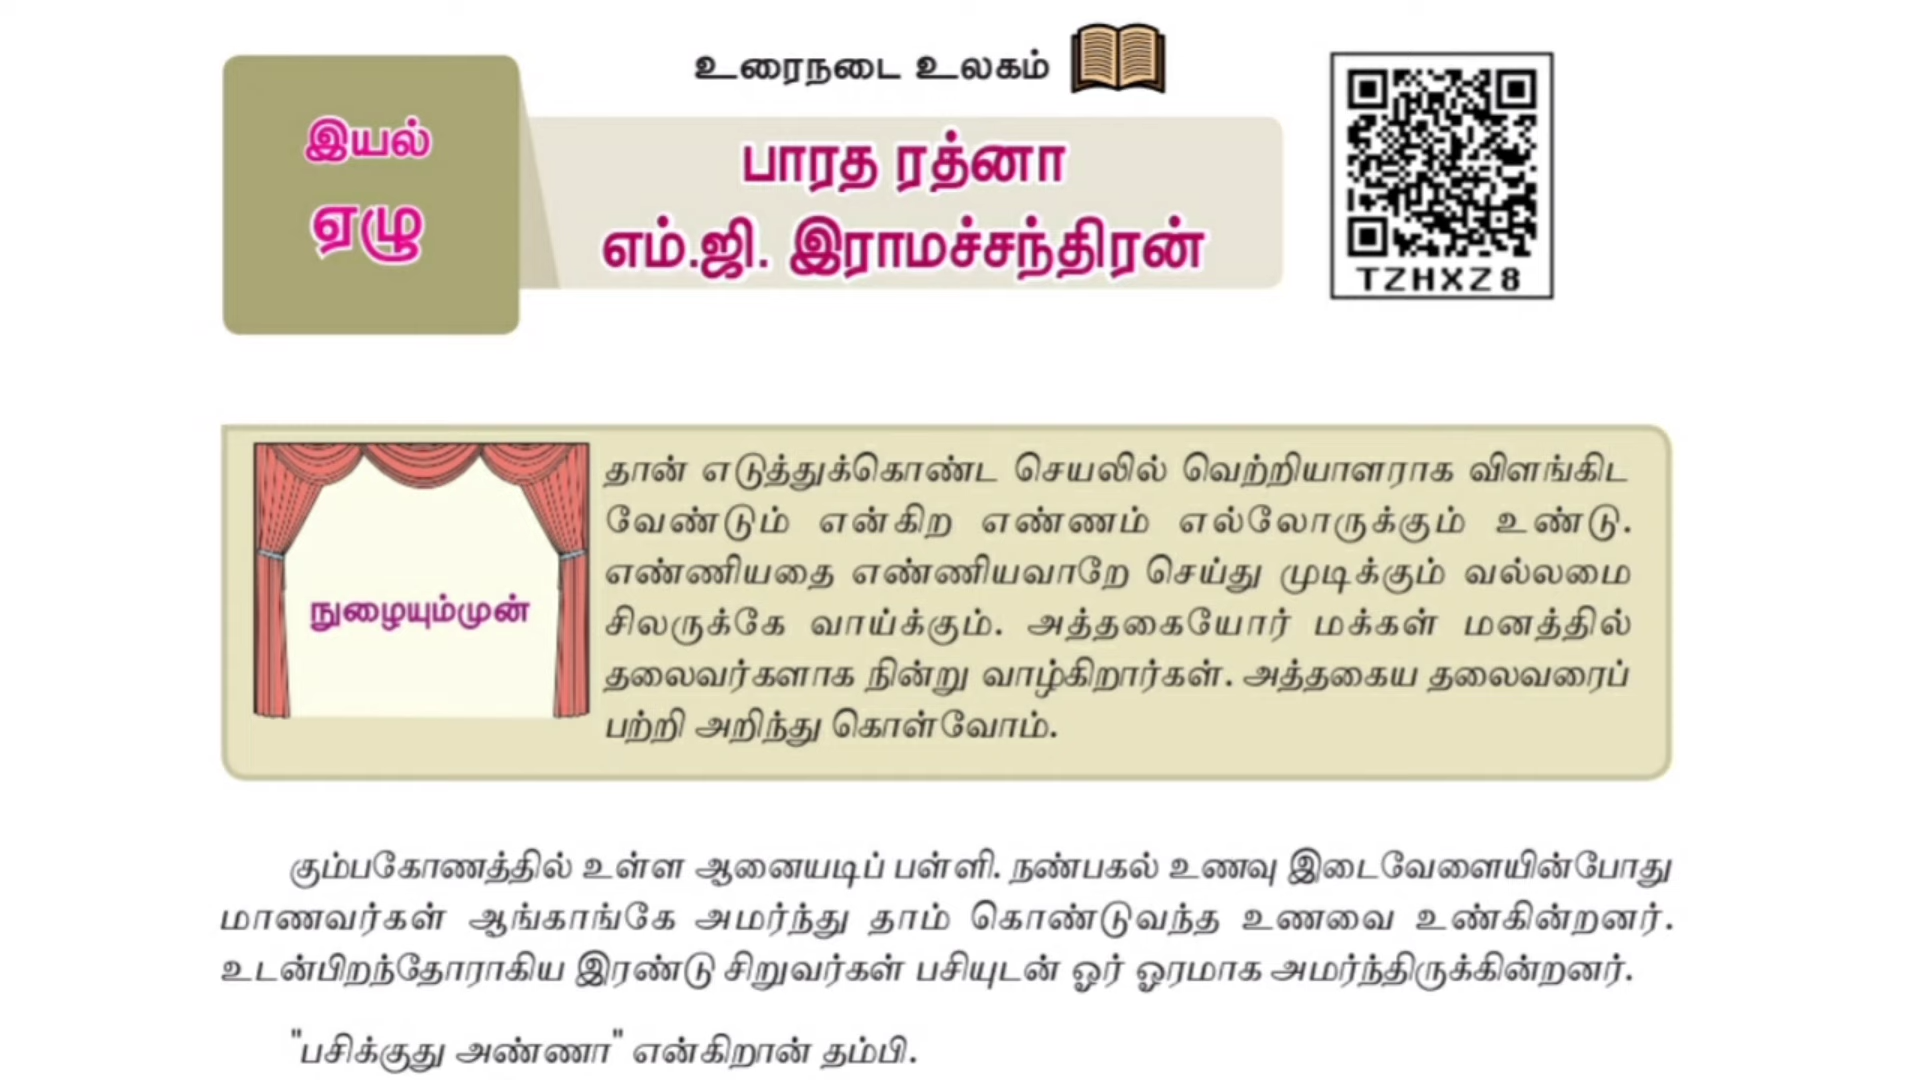 உரைநடை உலகம்
இயல்
ஏழு
பாரத ரத்னா
எம்.ஜி. இராமச்சந்திரன்
TZHXZ8
நுழையும்முன்
தான் எடுத்துக்கொண்ட செயலில் வெற்றியாளராக விளங்கிட
வேண்டும் என்கிற எண்ணம் எல்லோருக்கும் உண்டு.
எண்ணியதை எண்ணியவாறே செய்து முடிக்கும் வல்லமை
சிலருக்கே வாய்க்கும். அத்தகையோர் மக்கள் மனத்தில்
தலைவர்களாக நின்று வாழ்கிறார்கள். அத்தகைய தலைவரைப்
பற்றி அறிந்து கொள்வோம்.
கும்பகோணத்தில் உள்ள ஆனையடிப் பள்ளி. நண்பகல் உணவு இடைவேளையின்போது
மாணவர்கள் ஆங்காங்கே அமர்ந்து தாம் கொண்டுவந்த உணவை உண்கின்றனர்.
உடன்பிறந்தோராகிய இரண்டு சிறுவர்கள் பசியுடன் ஓர் ஓரமாக அமர்ந்திருக்கின்றனர்.
"பசிக்குது அண்ணா" என்கிறான் தம்பி.